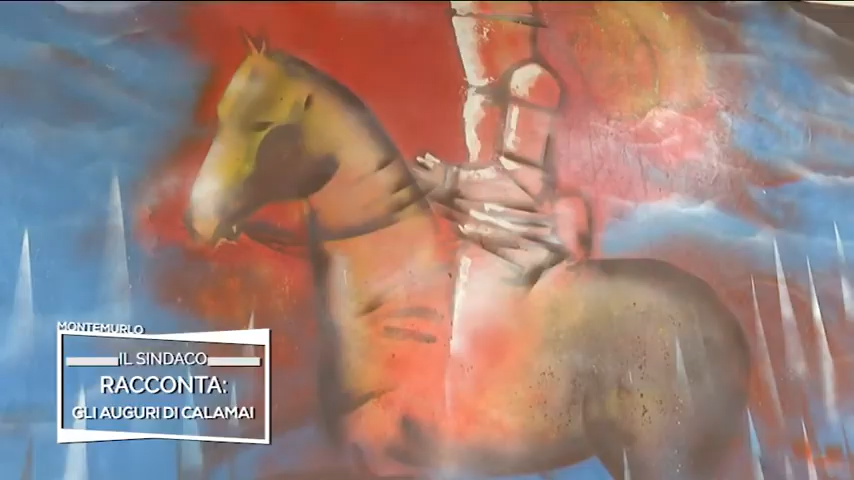 MONTEMURLO
IL SINDACO
RACCONTA:
GLI AUGURI DI CALAMAI